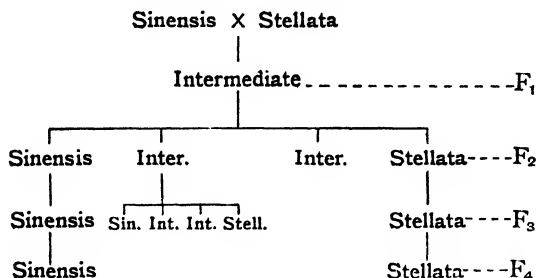 Sinensis X Stellata
Intermediate F₁
Sinensis Inter. Inter. Stellata F₂
Sinensis Sin. Int. Int. Stell. Stellata F₃
Sinensis Stellata F₄